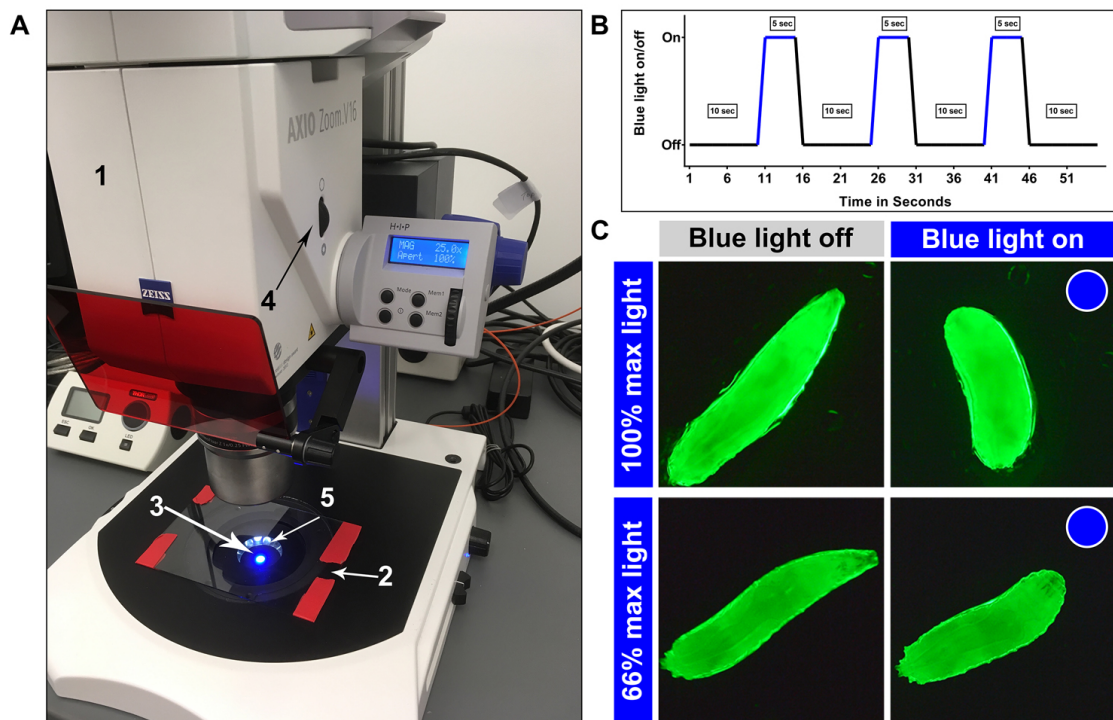 A
1
AXIO Zoom.V16
4
H·I·P
MAG 25.0x
Apert 100%
Mode
Mem1
Mem2
ZEISS
ESC
OK
LED
3
5
2
B
Blue light on/off
On
Off
5 sec
5 sec
5 sec
10 sec
10 sec
10 sec
10 sec
1 6 11 16 21 26 31 36 41 46 51
Time in Seconds
C
Blue light off
Blue light on
100% max light
66% max light